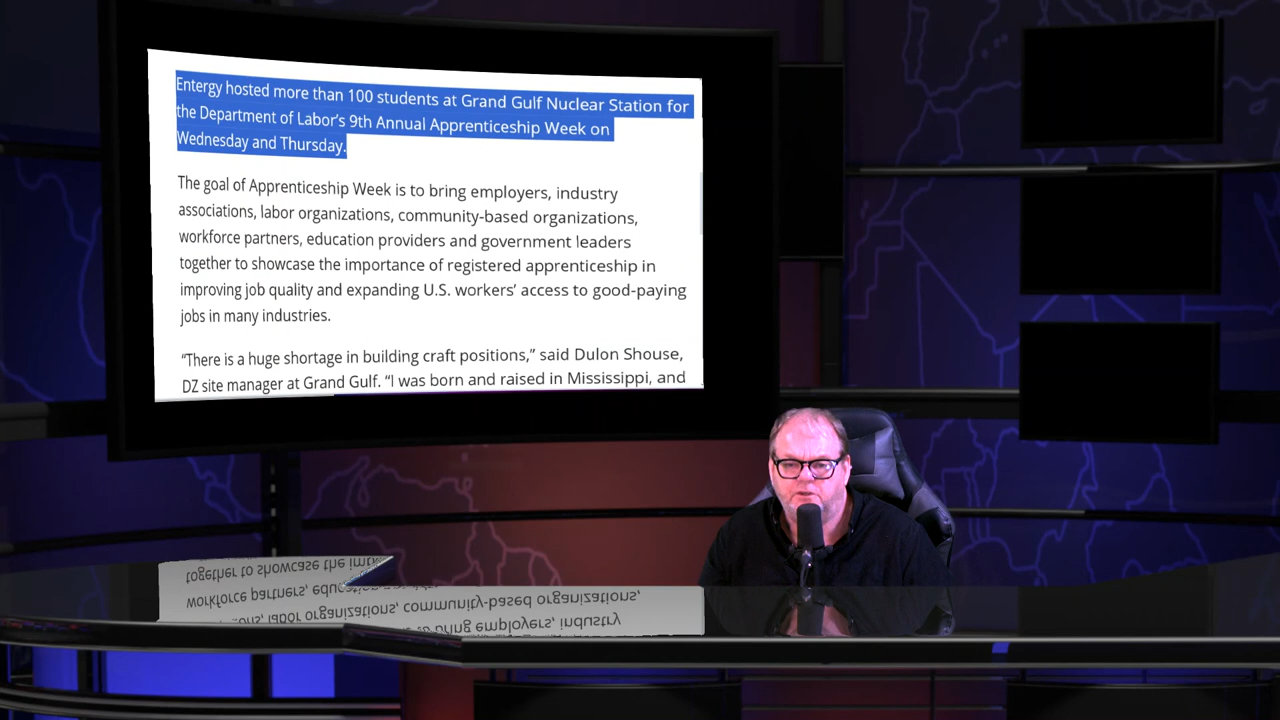 Entergy hosted more than 100 students at Grand Gulf Nuclear Station for
the Department of Labor's 9th Annual Apprenticeship Week on
Wednesday and Thursday.
The goal of Apprenticeship Week is to bring employers, industry
associations, labor organizations, community-based organizations,
workforce partners, education providers and government leaders
together to showcase the importance of registered apprenticeship in
improving job quality and expanding U.S. workers' access to good-paying
jobs in many industries.
“There is a huge shortage in building craft positions,” said Dulon Shouse,
DZ site manager at Grand Gulf. “I was born and raised in Mississippi, and